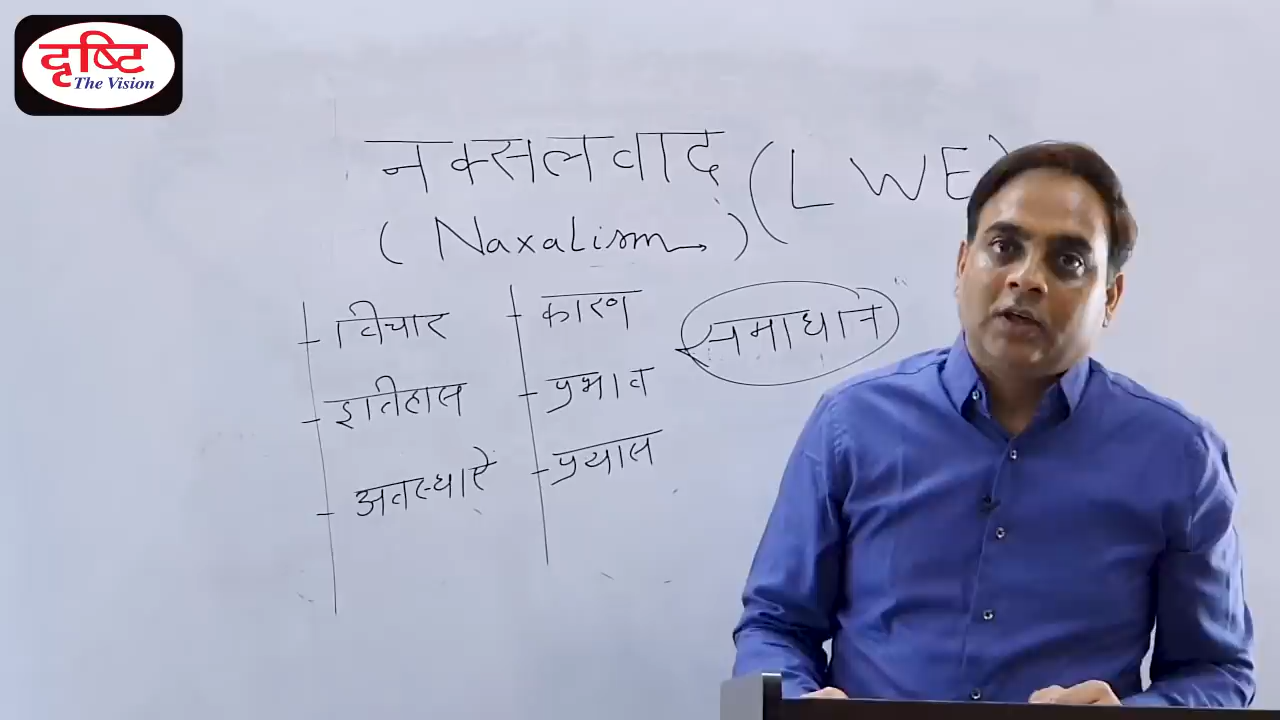 दृष्टि
The Vision
नक्सलवाद (LWE)
(Naxalism)
विचार
इतिहास
अवस्थाऐं
कारण
प्रभाव
प्रयास
समाधान